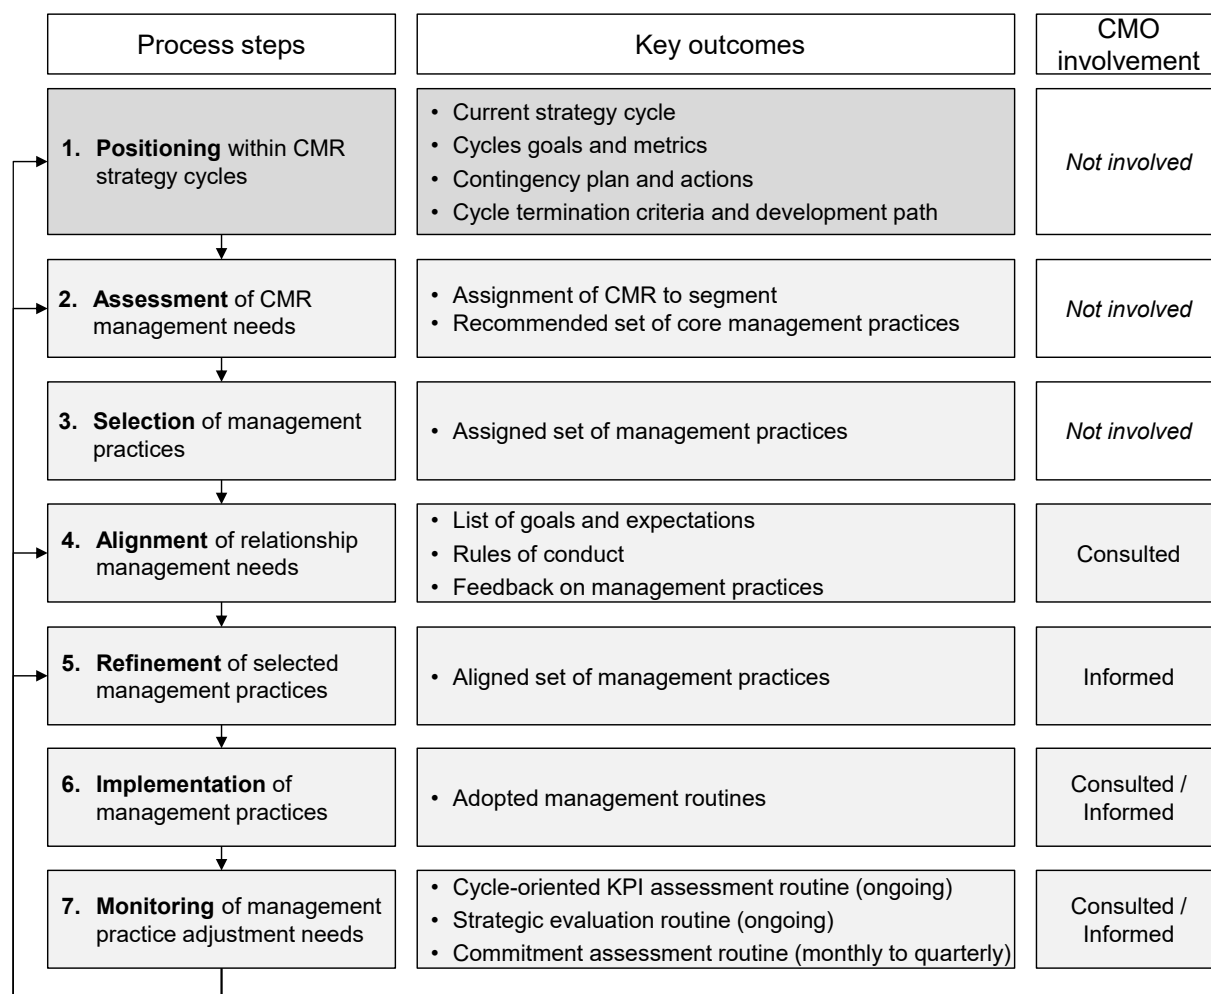 Process steps
Key outcomes
CMO
involvement
1. Positioning within CMR
strategy cycles
• Current strategy cycle
• Cycles goals and metrics
• Contingency plan and actions
• Cycle termination criteria and development path
Not involved
2. Assessment of CMR
management needs
• Assignment of CMR to segment
• Recommended set of core management practices
Not involved
3. Selection of management
practices
• Assigned set of management practices
Not involved
4. Alignment of relationship
management needs
• List of goals and expectations
• Rules of conduct
• Feedback on management practices
Consulted
5. Refinement of selected
management practices
• Aligned set of management practices
Informed
6. Implementation of
management practices
• Adopted management routines
Consulted /
Informed
7. Monitoring of management
practice adjustment needs
• Cycle-oriented KPI assessment routine (ongoing)
• Strategic evaluation routine (ongoing)
• Commitment assessment routine (monthly to quarterly)
Consulted /
Informed